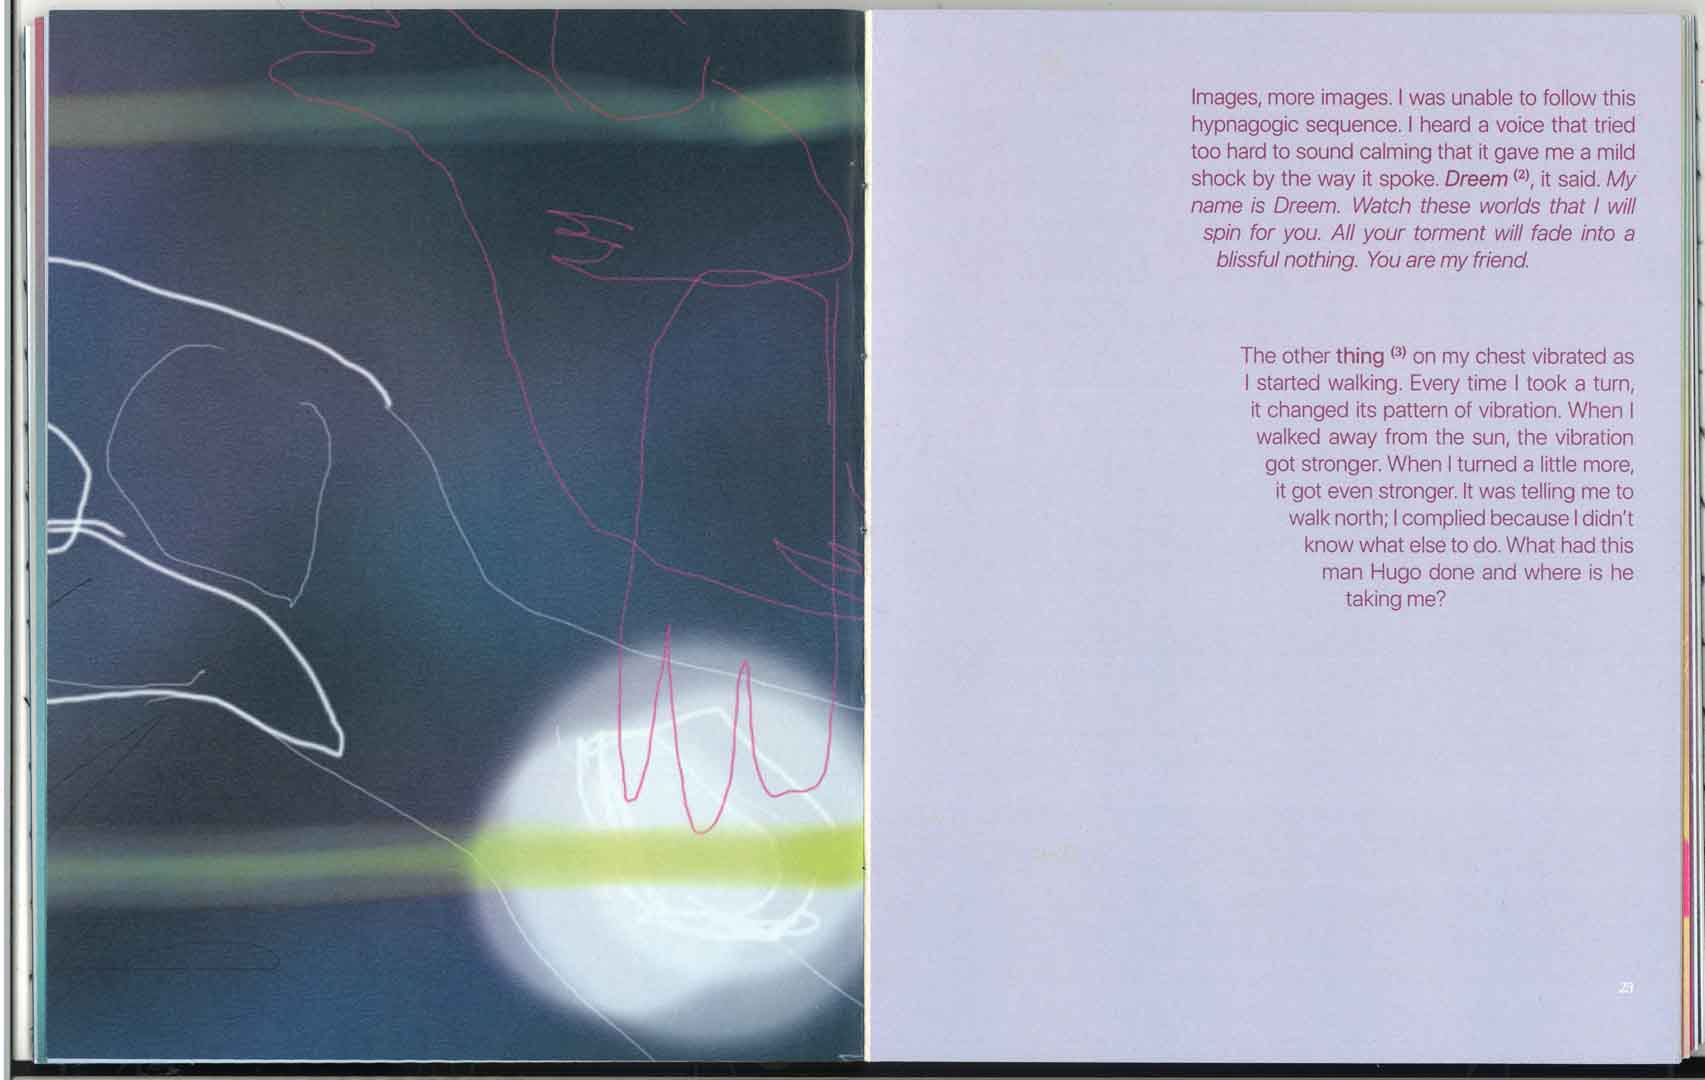 Images, more images. I was unable to follow this
hypnagogic sequence. I heard a voice that tried
too hard to sound calming that it gave me a mild
shock by the way it spoke. Dreem (2), it said. My
name is Dreem. Watch these worlds that I will
spin for you. All your torment will fade into a
blissful nothing. You are my friend.
The other thing (3) on my chest vibrated as
I started walking. Every time I took a turn,
it changed its pattern of vibration. When I
walked away from the sun, the vibration
got stronger. When I turned a little more,
it got even stronger. It was telling me to
walk north; I complied because I didn't
know what else to do. What had this
man Hugo done and where is he
taking me?
23